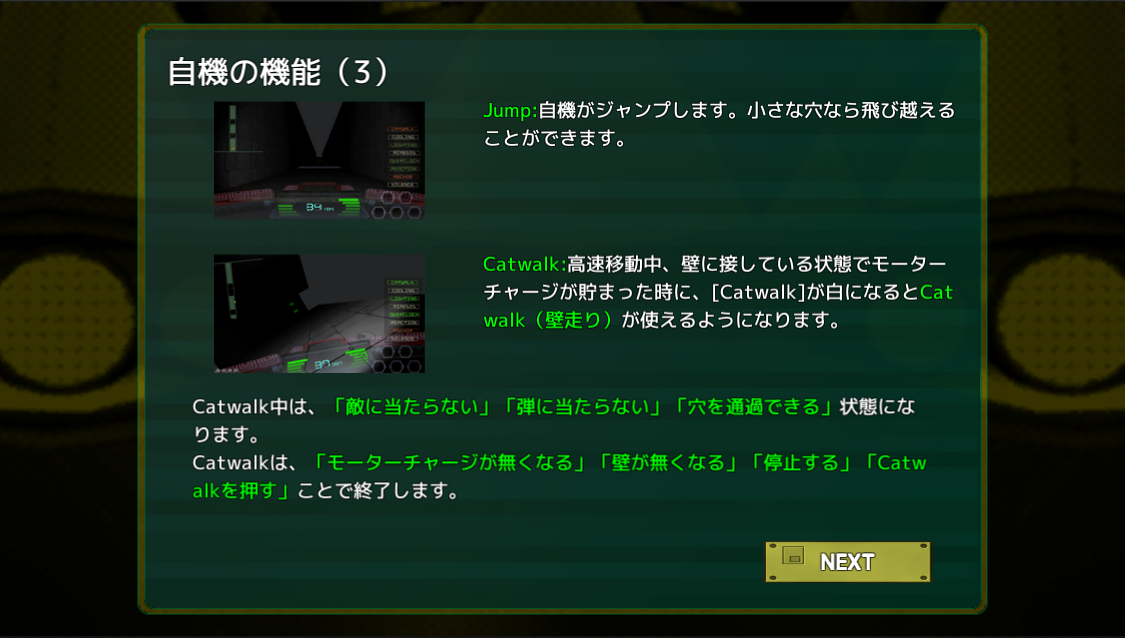 自機の機能（3）
Jump:自機がジャンプします。小さな穴なら飛び越える
ことができます。
34
Catwalk:高速移動中、壁に接している状態でモーター
チャージが貯まった時に、[Catwalk]が白になるとCat
walk（壁走り）が使えるようになります。
37
Catwalk中は、「敵に当たらない」「弾に当たらない」「穴を通過できる」状態にな
ります。
Catwalkは、「モーターチャージが無くなる」「壁が無くなる」「停止する」「Catw
alkを押す」ことで終了します。
NEXT